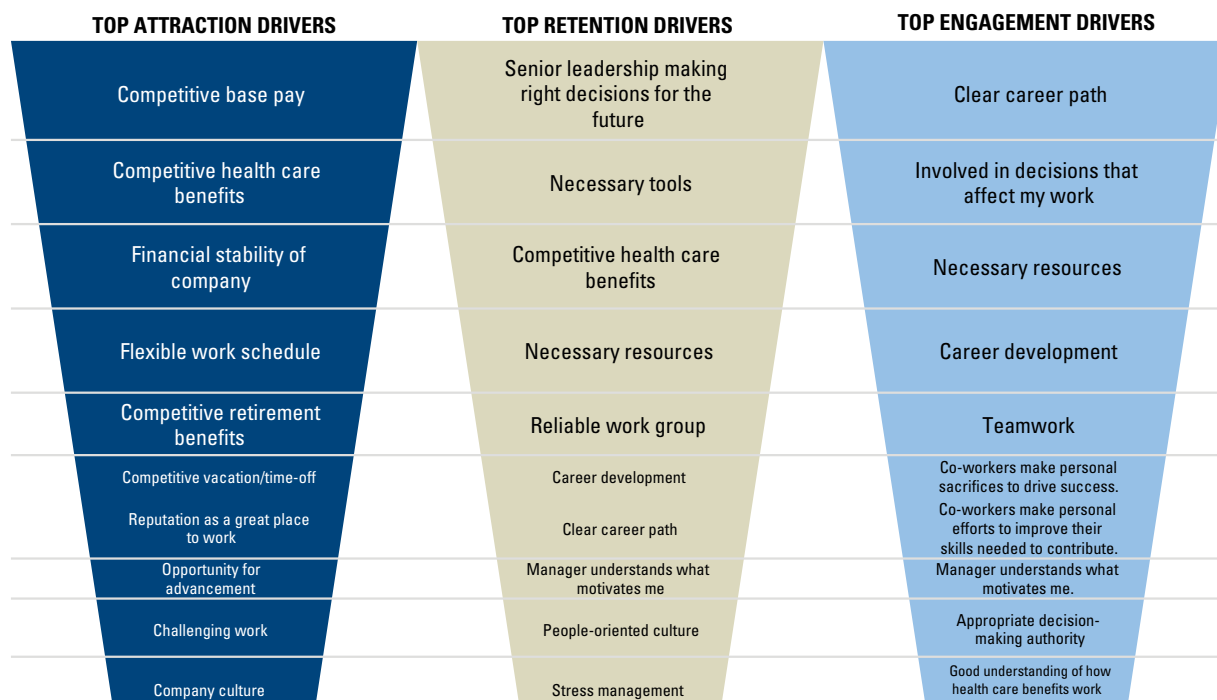 TOP ATTRACTION DRIVERS
Competitive base pay
Competitive health care
benefits
Financial stability of
company
Flexible work schedule
Competitive retirement
benefits
Competitive vacation/time-off
Reputation as a great place
to work
Opportunity for
advancement
Challenging work
Company culture
TOP RETENTION DRIVERS
Senior leadership making
right decisions for the
future
Necessary tools
Competitive health care
benefits
Necessary resources
Reliable work group
Career development
Clear career path
Manager understands what
motivates me
People-oriented culture
Stress management
TOP ENGAGEMENT DRIVERS
Clear career path
Involved in decisions that
affect my work
Necessary resources
Career development
Teamwork
Co-workers make personal
sacrifices to drive success.
Co-workers make personal
efforts to improve their
skills needed to contribute.
Manager understands what
motivates me.
Appropriate decision-
making authority
Good understanding of how
health care benefits work